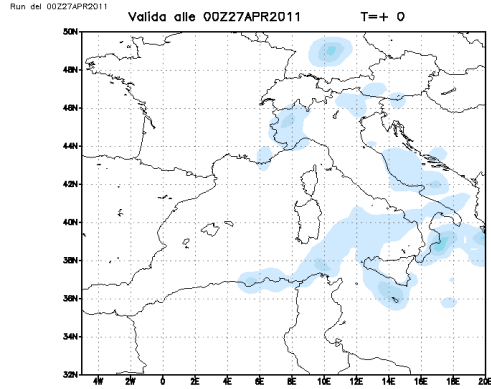 Run del 00Z27APR2011
Valida alle 00Z27APR2011 T=+ 0
50N
48N
46N
44N
42N
40N
38N
36N
34N
32N
4W 2W 0 2E 4E 6E 8E 10E 12E 14E 16E 18E 20E